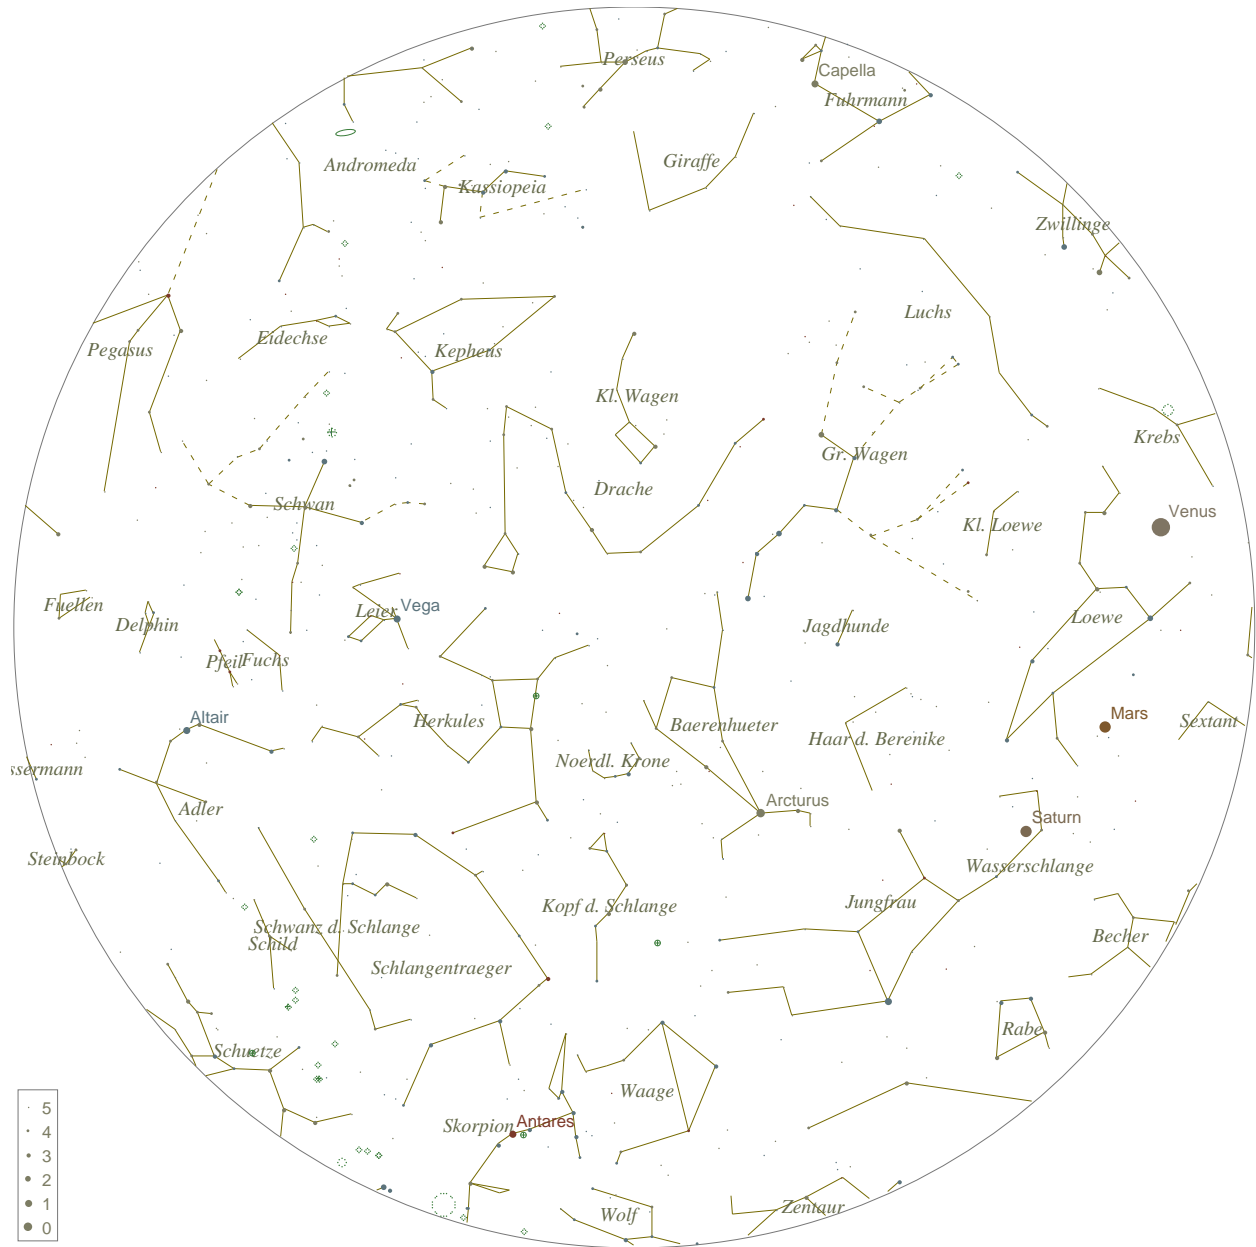 Perseus
Capella
Fuhrmann
Andromeda
Giraffe
Kassiopeia
Zwillinge
Luchs
Eidechse
Pegasus
Kepheus
Kl. Wagen
Krebs
Gr. Wagen
Drache
Schwan
Kl. Loewe
Venus
Fuellen
Delphin
Leier
Vega
Jagdhunde
Loewe
Pfeil
Fuchs
Altair
Herkules
Baerenhueter
Haar d. Berenike
Mars
Sextant
ssermann
Noerdl. Krone
Adler
Arcturus
Saturn
Steinbock
Wasserschlange
Kopf d. Schlange
Jungfrau
Schwanz d. Schlange
Schild
Becher
Schlangentraeger
Rabe
Schuetze
Waage
Skorpion
Antares
Wolf
Zentaur
5
4
3
2
1
0